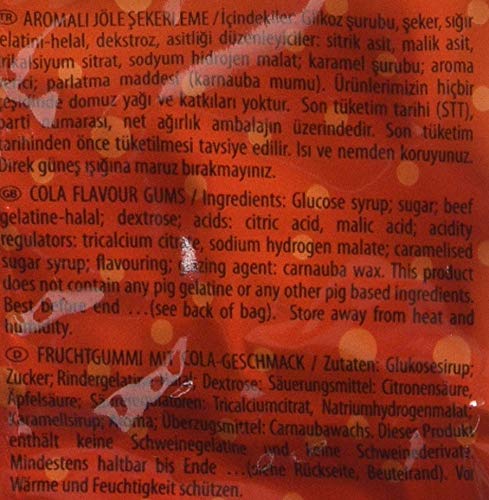 TR AROMALI JÖLE ŞEKERLEME / İçindekiler: Glikoz şurubu, şeker, sığır
jelatini-helal, dekstroz, asitliği düzenleyiciler: sitrik asit, malik asit,
trikalsiyum sitrat, sodyum hidrojen malat; karamel şurubu; aroma
verici; parlatma maddesi (karnauba mumu). Ürünlerimizin hiçbir
çeşidinde domuz yağı ve katkıları yoktur. Son tüketim tarihi (STT),
parti numarası, net ağırlık ambalajın üzerindedir. Son tüketim
tarihinden önce tüketilmesi tavsiye edilir. Isı ve nemden koruyunuz.
Direk güneş ışığına maruz bırakmayınız.
GB COLA FLAVOUR GUMS / Ingredients: Glucose syrup; sugar; beef
gelatine-halal; dextrose; acids: citric acid, malic acid; acidity
regulators: tricalcium citrate, sodium hydrogen malate; caramelised
sugar syrup; flavouring; glazing agent: carnauba wax. This product
does not contain any pig gelatine or any other pig based ingredients.
Best before end ...(see back of bag). Store away from heat and
humidity.
D FRUCHTGUMMI MIT COLA-GESCHMACK / Zutaten: Glukosesirup;
Zucker; Rindergelatine-halal; Dextrose; Säuerungsmittel: Citronensäure,
Äpfelsäure; Säureregulatoren: Tricalciumcitrat, Natriumhydrogenmalat;
Karamellsirup; Aroma; Überzugsmittel: Carnaubawachs. Dieses Produkt
enthält keine Schweinegelatine und keine Schweinederivate.
Mindestens haltbar bis Ende ...(siehe Rückseite, Beuteirand). Vor
Wärme und Feuchtigkeit schützen.